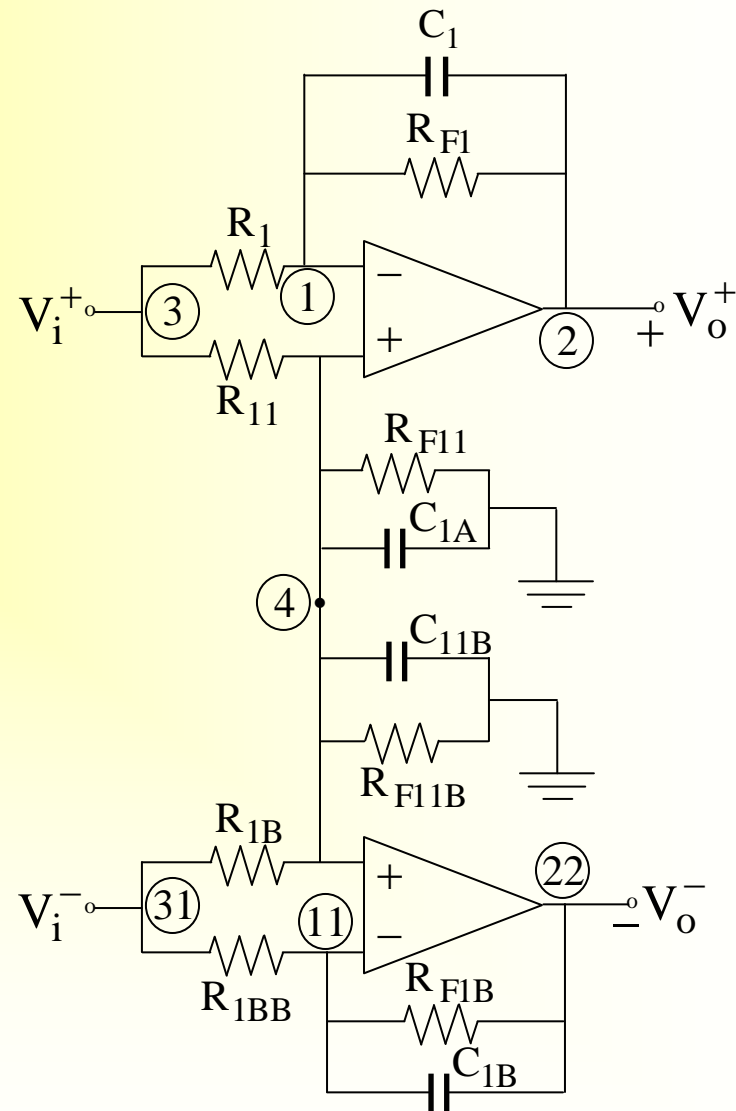 C1
RF1
R1
−
Vi+ 3 1 Vo+
+ 2 +
R11
RF11
C1A
4
C11B
RF11B
R1B
22
+
Vi− 31 11 Vo−
− −
R1BB
RF1B
C1B